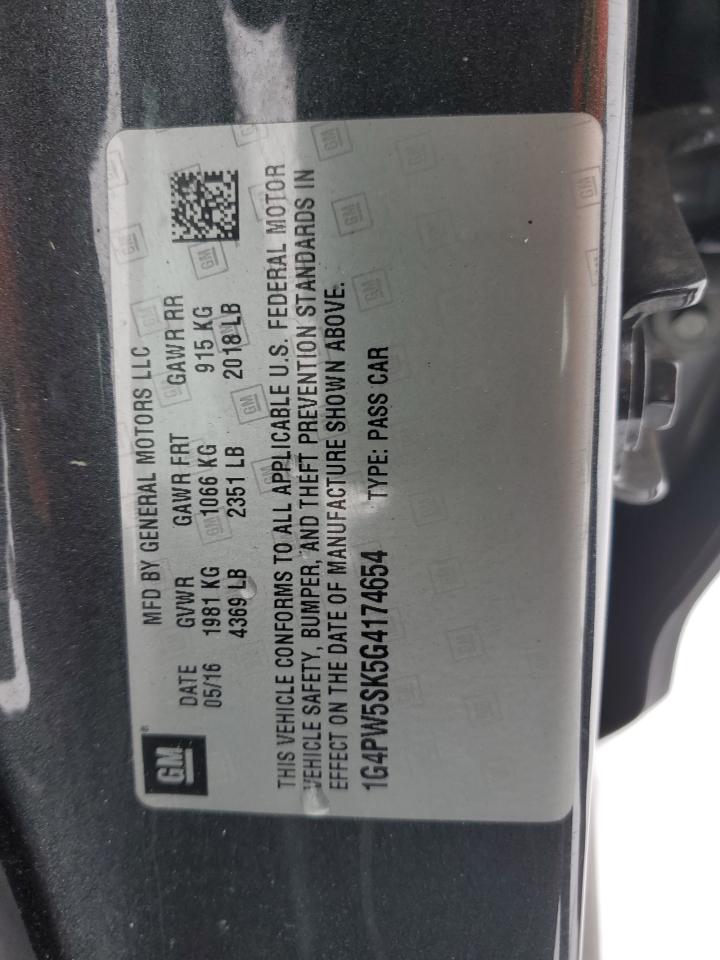 GM®
MFD BY GENERAL MOTORS LLC
DATE GVWR GAWR FRT GAWR RR
05/16 1981 KG 1066 KG 915 KG
4369 LB 2351 LB 2018 LB
THIS VEHICLE CONFORMS TO ALL APPLICABLE U.S. FEDERAL MOTOR
VEHICLE SAFETY, BUMPER, AND THEFT PREVENTION STANDARDS IN
EFFECT ON THE DATE OF MANUFACTURE SHOWN ABOVE.
1G4PW5SK5G4174654 TYPE: PASS CAR